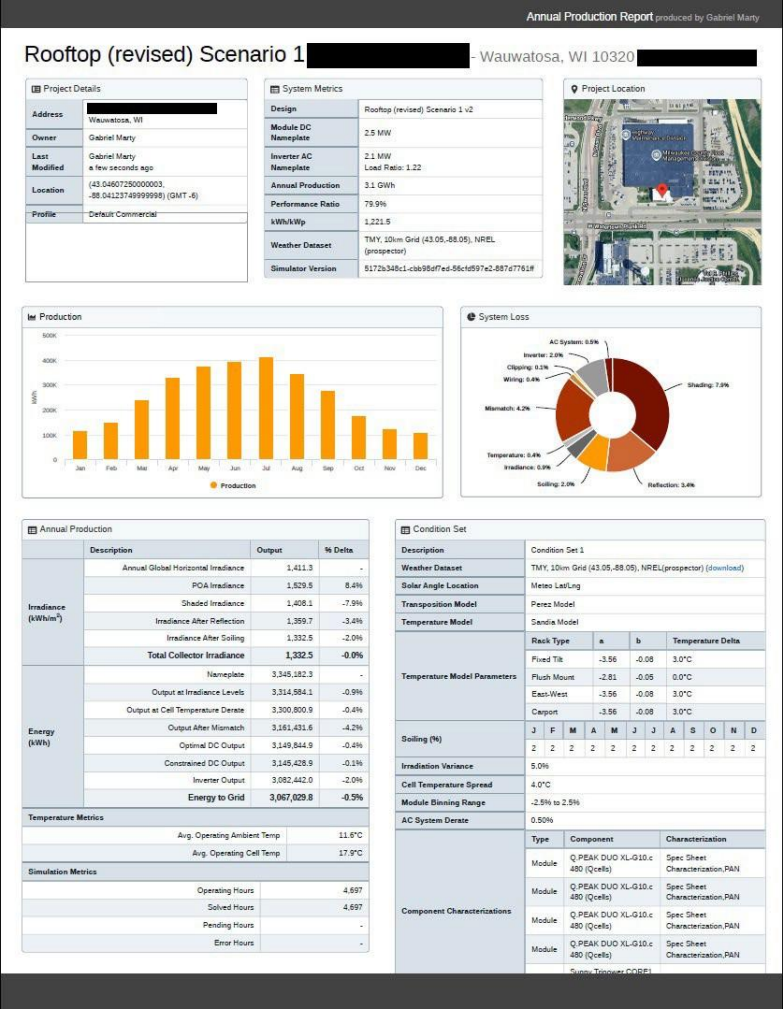 Annual Production Report produced by Gabriel Marty
Rooftop (revised) Scenario 1 - Wauwatosa, WI 10320
Project Details
Address Wauwatosa, WI
Owner Gabriel Marty
Last Modified Gabriel Marty
a few seconds ago
Location (43.04607250000003,
-88.04123749999998) (GMT -6)
Profile Default Commercial
System Metrics
Design Rooftop (revised) Scenario 1 v2
Module DC Nameplate 2.5 MW
Inverter AC Nameplate 2.1 MW
Load Ratio: 1.22
Annual Production 3.1 GWh
Performance Ratio 79.9%
kWh/kWp 1,221.5
Weather Dataset TMY, 10km Grid (43.05,-88.05), NREL
(prospector)
Simulator Version
Project Location
Highway
Maintenance Division
Milwaukee County Fleet
Management Division
Production
500K
400K
300K
200K
100K
0
kWh
Jan Feb Mar Apr May Jun Jul Aug Sep Oct Nov Dec
Production
System Loss
AC System: 0.5%
Inverter: 2.0%
Clipping: 0.1%
Wiring: 0.4%
Mismatch: 4.2%
Temperature: 0.4%
Irradiance: 0.9%
Soiling: 2.0%
Reflection: 3.4%
Shading: 7.9%
Annual Production
Description Output % Delta
Irradiance
(kWh/m²)
Annual Global Horizontal Irradiance 1,411.3 -
POA Irradiance 1,529.5 8.4%
Shaded Irradiance 1,408.1 -7.9%
Irradiance After Reflection 1,359.7 -3.4%
Irradiance After Soiling 1,332.5 -2.0%
Total Collector Irradiance 1,332.5 -0.0%
Energy
(kWh)
Nameplate 3,345,182.3 -
Output at Irradiance Levels 3,314,584.1 -0.9%
Output at Cell Temperature Derate 3,300,800.9 -0.4%
Output After Mismatch 3,161,431.6 -4.2%
Optimal DC Output 3,149,844.9 -0.4%
Constrained DC Output 3,145,428.9 -0.1%
Inverter Output 3,082,442.0 -2.0%
Energy to Grid 3,067,029.8 -0.5%
Temperature Metrics
Avg. Operating Ambient Temp 11.6°C
Avg. Operating Cell Temp 17.9°C
Simulation Metrics
Operating Hours 4,697
Solved Hours 4,697
Pending Hours -
Error Hours -
Condition Set
Description Condition Set 1
Weather Dataset TMY, 10km Grid (43.05,-88.05), NREL(prospector) (download)
Solar Angle Location Meteo Lat/Lng
Transposition Model Perez Model
Temperature Model Sandia Model
Temperature Model Parameters
Rack Type a b Temperature Delta
Fixed Tilt -3.56 -0.08 3.0°C
Flush Mount -2.81 -0.05 0.0°C
East-West -3.56 -0.08 3.0°C
Carport -3.56 -0.08 3.0°C
Soiling (%)
J F M A M J J A S O N D
2 2 2 2 2 2 2 2 2 2 2 2
Irradiation Variance 5.0%
Cell Temperature Spread 4.0°C
Module Binning Range -2.5% to 2.5%
AC System Derate 0.50%
Component Characterizations
Type Component Characterization
Module Q.PEAK DUO XL-G10.c
480 (Qcells) Spec Sheet
Characterization,PAN
Module Q.PEAK DUO XL-G10.c
480 (Qcells) Spec Sheet
Characterization,PAN
Module Q.PEAK DUO XL-G10.c
480 (Qcells) Spec Sheet
Characterization,PAN
Module Q.PEAK DUO XL-G10.c
480 (Qcells) Spec Sheet
Characterization,PAN
Sunny Tripower CORE1